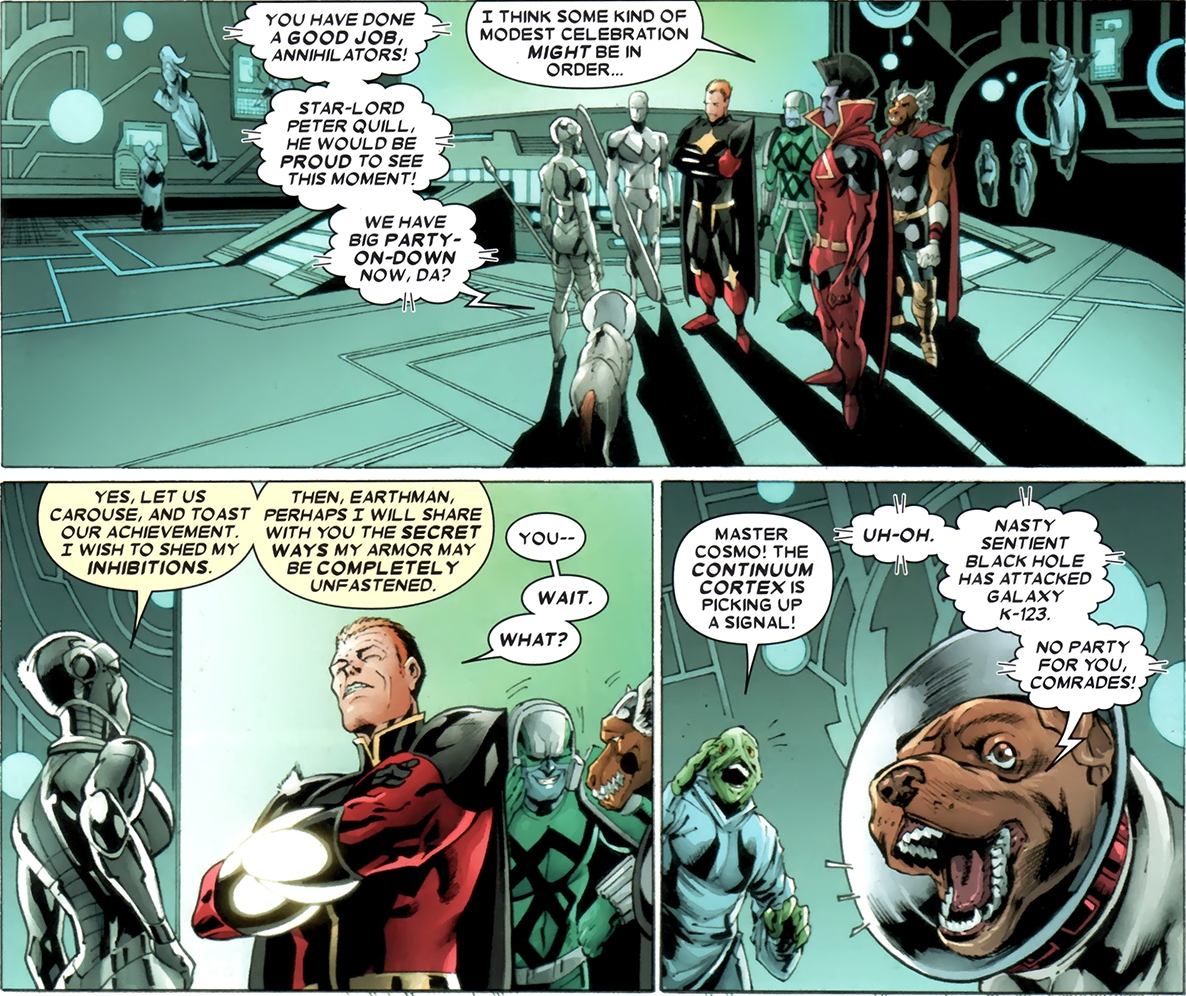 YOU HAVE DONE
A GOOD JOB,
ANNIHILATORS!
STAR-LORD
PETER QUILL,
HE WOULD BE
PROUD TO SEE
THIS MOMENT!
WE HAVE
BIG PARTY-
ON-DOWN
NOW, DA?
I THINK SOME KIND OF
MODEST CELEBRATION
MIGHT BE IN
ORDER...
YES, LET US
CAROUSE, AND TOAST
OUR ACHIEVEMENT.
I WISH TO SHED MY
INHIBITIONS.
THEN, EARTHMAN,
PERHAPS I WILL SHARE
WITH YOU THE SECRET
WAYS MY ARMOR MAY
BE COMPLETELY
UNFASTENED.
YOU--
WAIT.
WHAT?
MASTER
COSMO! THE
CONTINUUM
CORTEX IS
PICKING UP
A SIGNAL!
UH-OH.
NASTY
SENTIENT
BLACK HOLE
HAS ATTACKED
GALAXY
K-123.
NO PARTY
FOR YOU,
COMRADES!